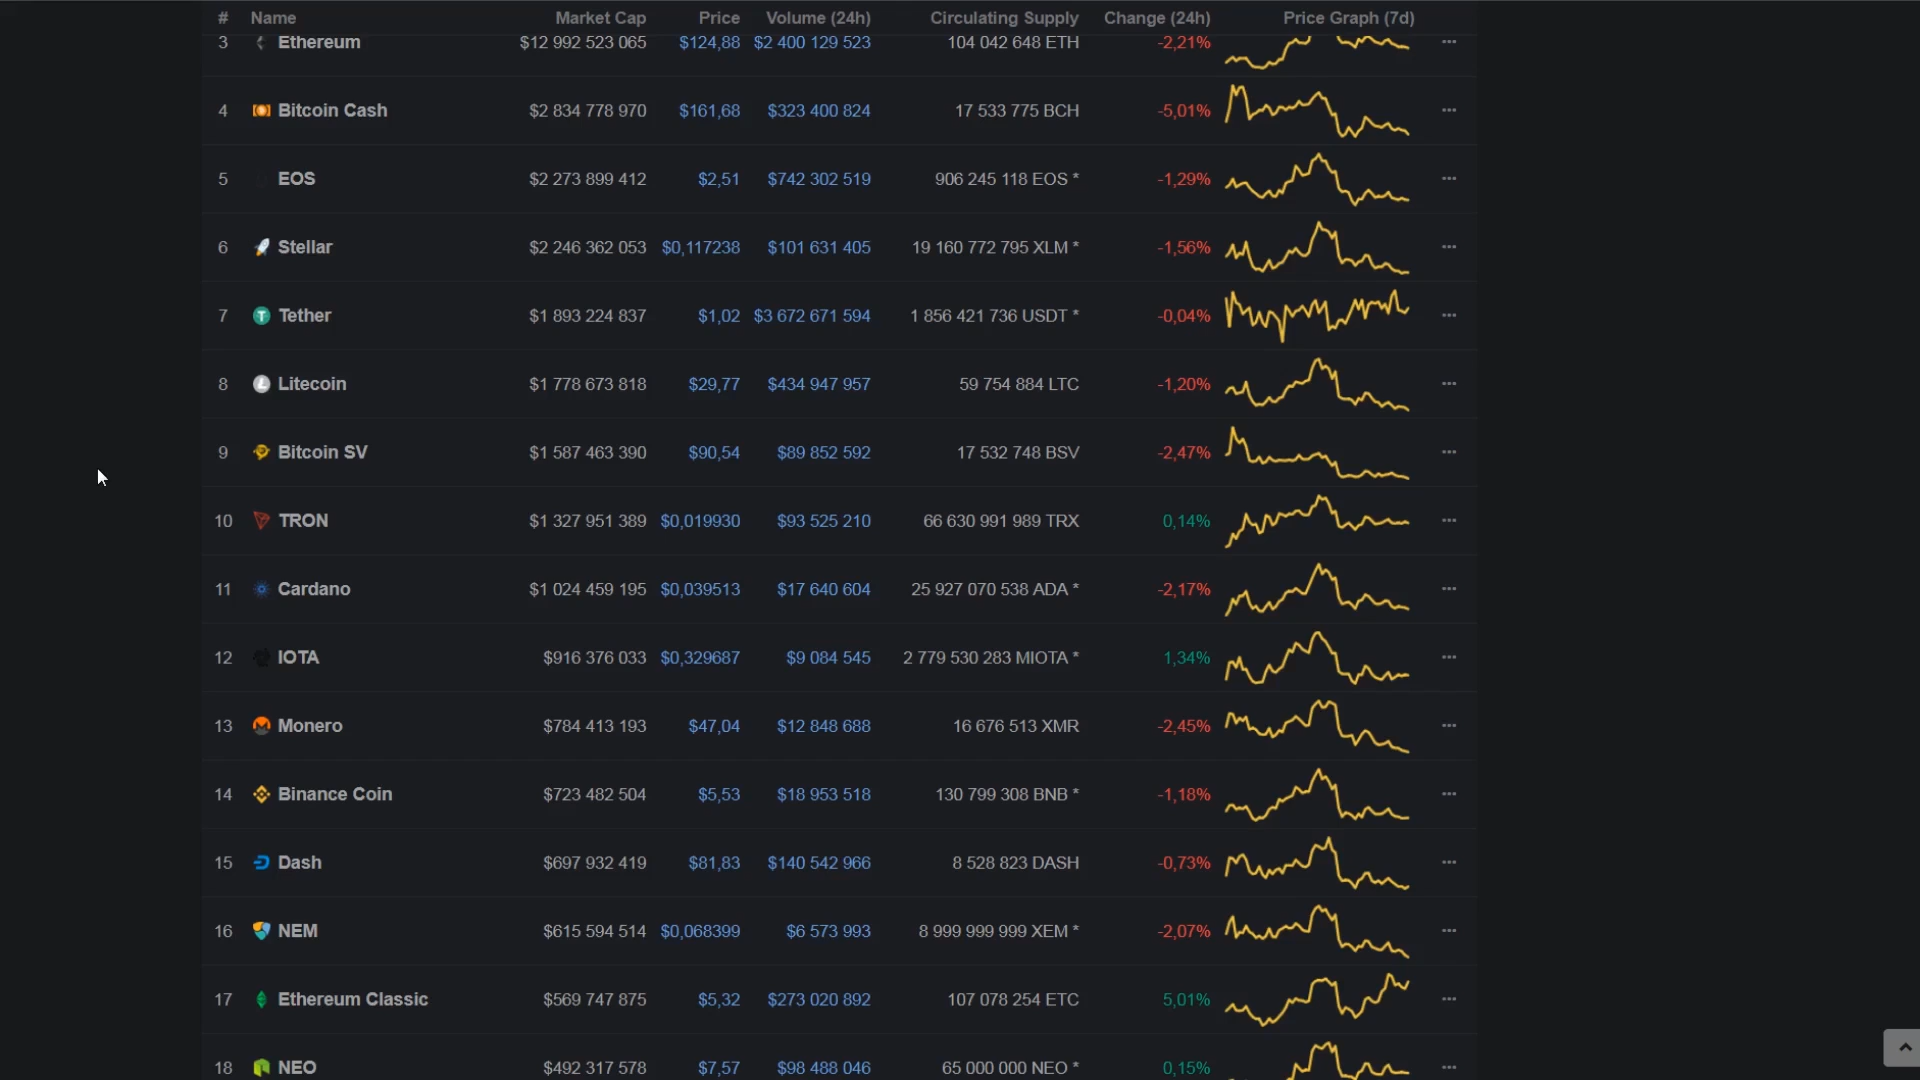 # Name Market Cap Price Volume (24h) Circulating Supply Change (24h) Price Graph (7d)
3 Ethereum $12 992 523 065 $124,88 $2 400 129 523 104 042 648 ETH -2,21%
4 Bitcoin Cash $2 834 778 970 $161,68 $323 400 824 17 533 775 BCH -5,01%
5 EOS $2 273 899 412 $2,51 $742 302 519 906 245 118 EOS * -1,29%
6 Stellar $2 246 362 053 $0,117238 $101 631 405 19 160 772 795 XLM * -1,56%
7 Tether $1 893 224 837 $1,02 $3 672 671 594 1 856 421 736 USDT * -0,04%
8 Litecoin $1 778 673 818 $29,77 $434 947 957 59 754 884 LTC -1,20%
9 Bitcoin SV $1 587 463 390 $90,54 $89 852 592 17 532 748 BSV -2,47%
10 TRON $1 327 951 389 $0,019930 $93 525 210 66 630 991 989 TRX 0,14%
11 Cardano $1 024 459 195 $0,039513 $17 640 604 25 927 070 538 ADA * -2,17%
12 IOTA $916 376 033 $0,329687 $9 084 545 2 779 530 283 MIOTA * 1,34%
13 Monero $784 413 193 $47,04 $12 848 688 16 676 513 XMR -2,45%
14 Binance Coin $723 482 504 $5,53 $18 953 518 130 799 308 BNB * -1,18%
15 Dash $697 932 419 $81,83 $140 542 966 8 528 823 DASH -0,73%
16 NEM $615 594 514 $0,068399 $6 573 993 8 999 999 999 XEM * -2,07%
17 Ethereum Classic $569 747 875 $5,32 $273 020 892 107 078 254 ETC 5,01%
18 NEO $492 317 578 $7,57 $98 488 046 65 000 000 NEO * 0,15%